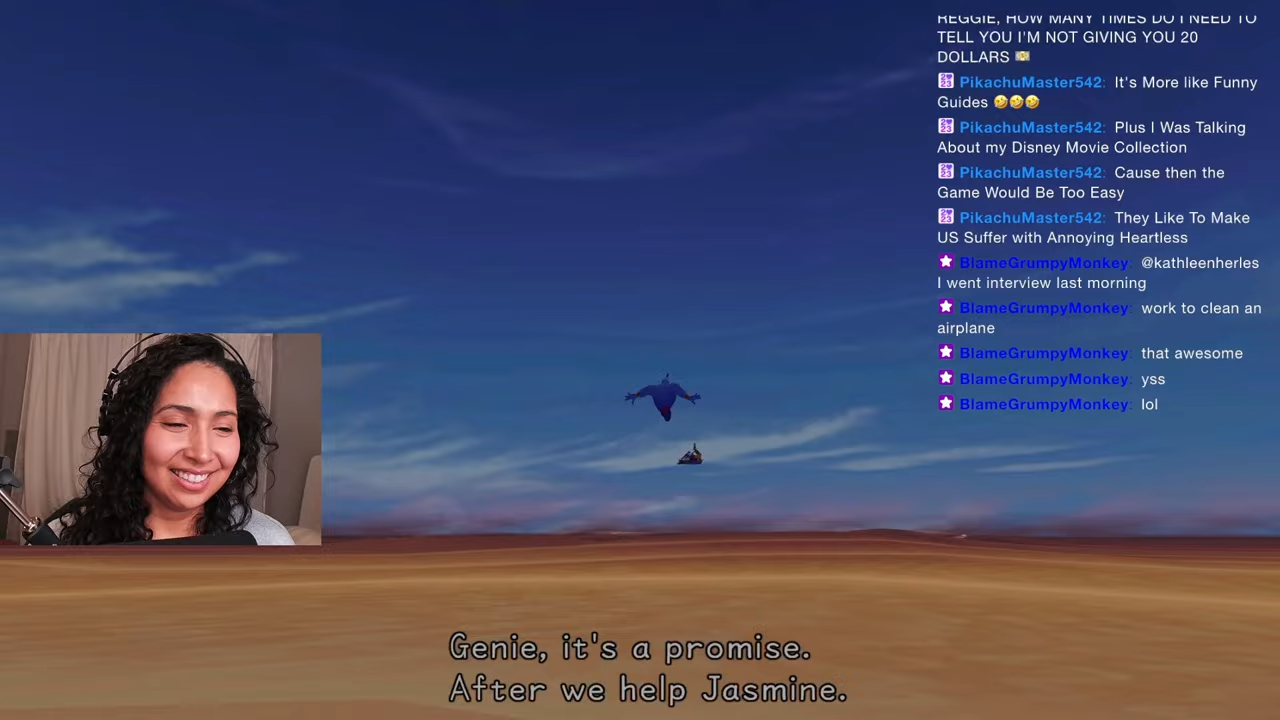 REGGIE, HOW MANY TIMES DO I NEED TO
TELL YOU I'M NOT GIVING YOU 20
DOLLARS 💵
PikachuMaster542: It's More like Funny
Guides 🤣🤣🤣
PikachuMaster542: Plus I Was Talking
About my Disney Movie Collection
PikachuMaster542: Cause then the
Game Would Be Too Easy
PikachuMaster542: They Like To Make
US Suffer with Annoying Heartless
BlameGrumpyMonkey: @kathleenherles
I went interview last morning
BlameGrumpyMonkey: work to clean an
airplane
BlameGrumpyMonkey: that awesome
BlameGrumpyMonkey: yss
BlameGrumpyMonkey: lol
Genie, it's a promise.
After we help Jasmine.